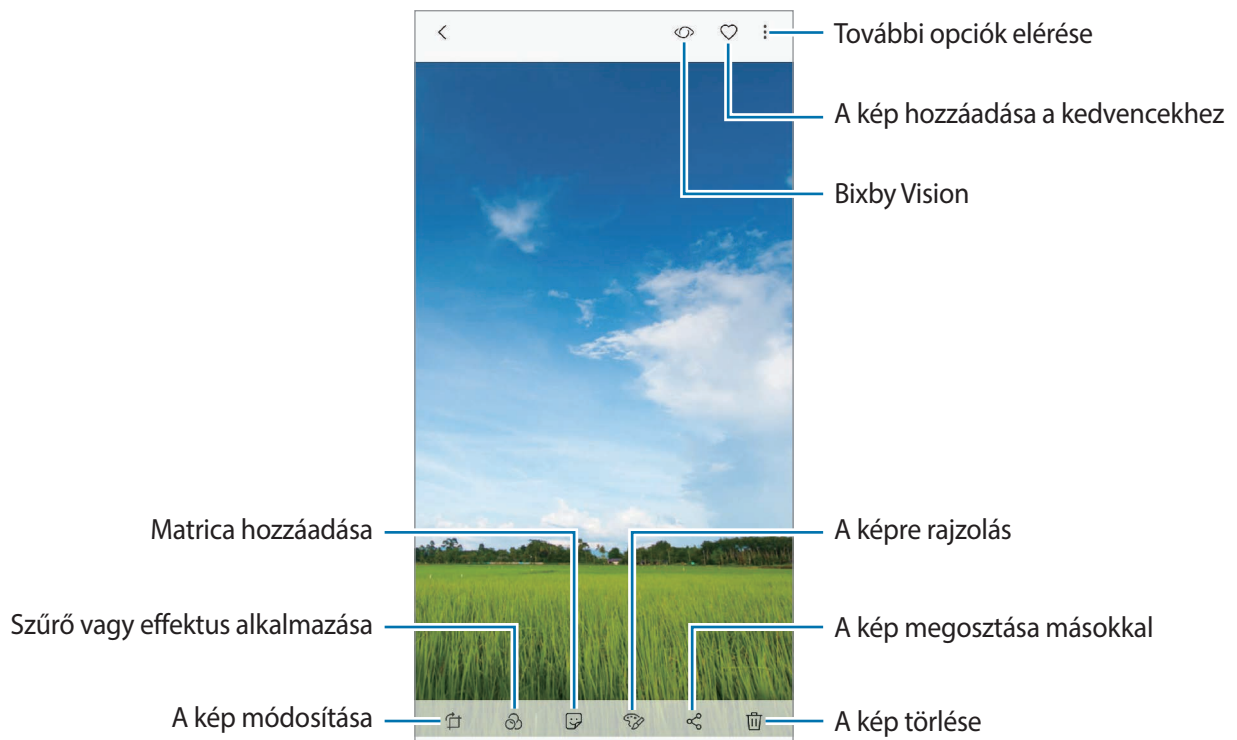 További opciók elérése
A kép hozzáadása a kedvencekhez
Bixby Vision
Matrica hozzáadása
A képre rajzolás
Szűrő vagy effektus alkalmazása
A kép megosztása másokkal
A kép módosítása
A kép törlése